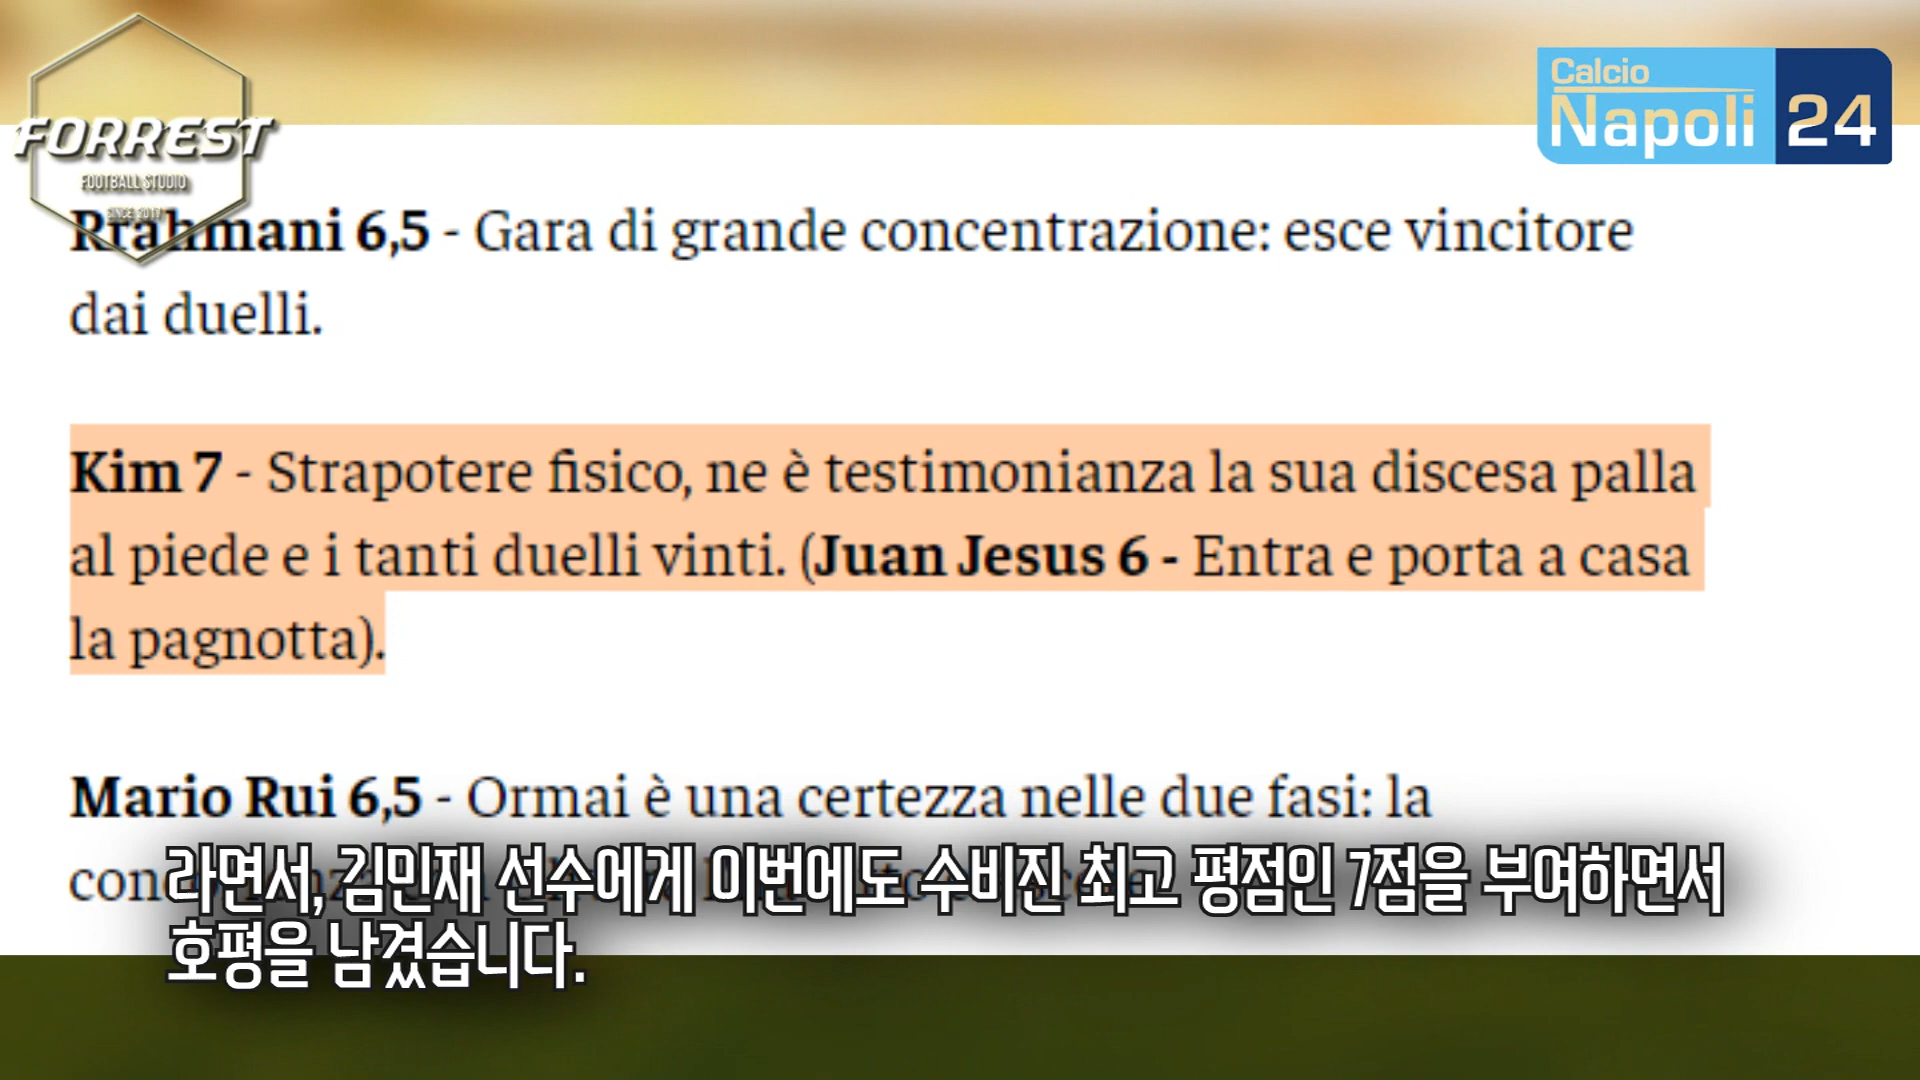 FORREST
FOOTBALL STUDIO
SINCE 2017
Calcio
Napoli 24
Rrahmani 6,5 - Gara di grande concentrazione: esce vincitore
dai duelli.
Kim 7 - Strapotere fisico, ne è testimonianza la sua discesa palla
al piede e i tanti duelli vinti. (Juan Jesus 6 - Entra e porta a casa
la pagnotta).
Mario Rui 6,5 - Ormai è una certezza nelle due fasi: la
라면서, 김민재 선수에게 이번에도 수비진 최고 평점인 7점을 부여하면서
호평을 남겼습니다.